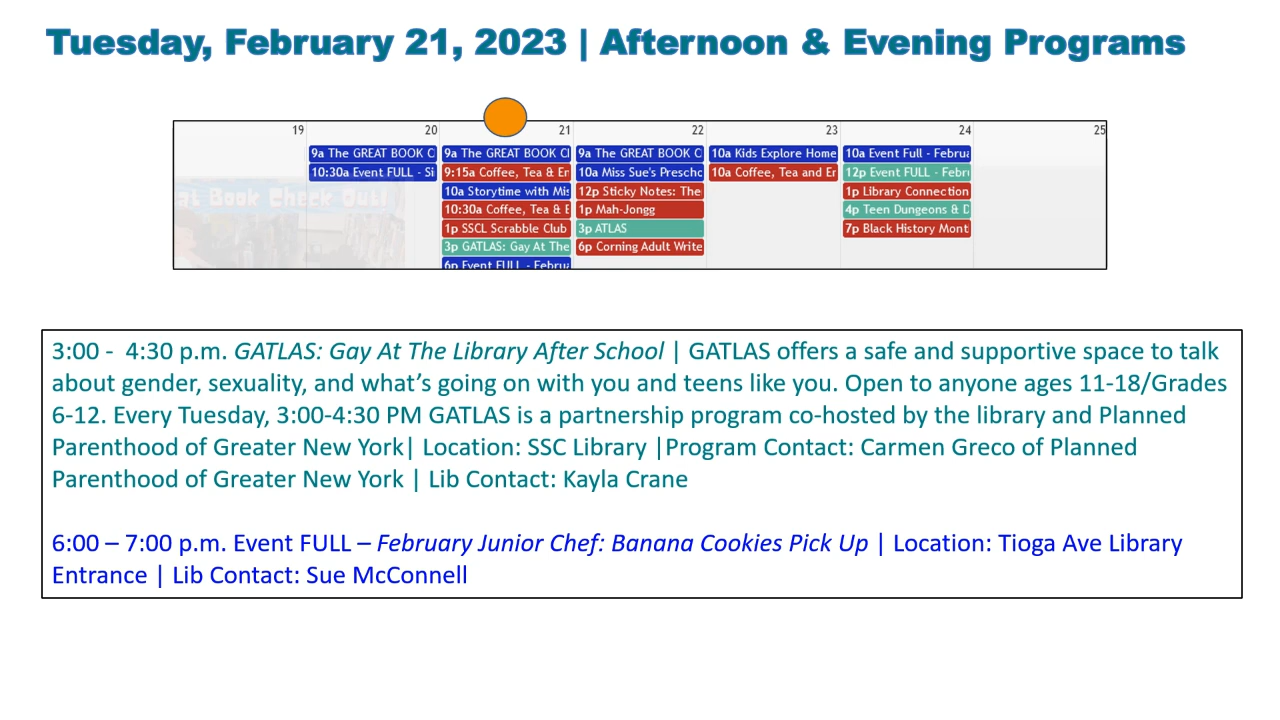 Tuesday, February 21, 2023 | Afternoon & Evening Programs
19 20 21 22 23 24 25
9a The GREAT BOOK C 9a The GREAT BOOK Cl 9a The GREAT BOOK C 10a Kids Explore Home 10a Event Full - Februa
10:30a Event FULL - Si 9:15a Coffee, Tea & En 10a Miss Sue's Prescho 10a Coffee, Tea and En 12p Event FULL - Febru
10a Storytime with Mis 12p Sticky Notes: The 1p Library Connection
10:30a Coffee, Tea & E 1p Mah-Jongg 4p Teen Dungeons & D
1p SSCL Scrabble Club 3p ATLAS 7p Black History Mont
3p GATLAS: Gay At The 6p Corning Adult Write
6p Event FULL - Februa
at Book Check Out!
3:00 -  4:30 p.m. GATLAS: Gay At The Library After School | GATLAS offers a safe and supportive space to talk
about gender, sexuality, and what’s going on with you and teens like you. Open to anyone ages 11-18/Grades
6-12. Every Tuesday, 3:00-4:30 PM GATLAS is a partnership program co-hosted by the library and Planned
Parenthood of Greater New York| Location: SSC Library |Program Contact: Carmen Greco of Planned
Parenthood of Greater New York | Lib Contact: Kayla Crane
6:00 – 7:00 p.m. Event FULL – February Junior Chef: Banana Cookies Pick Up | Location: Tioga Ave Library
Entrance | Lib Contact: Sue McConnell